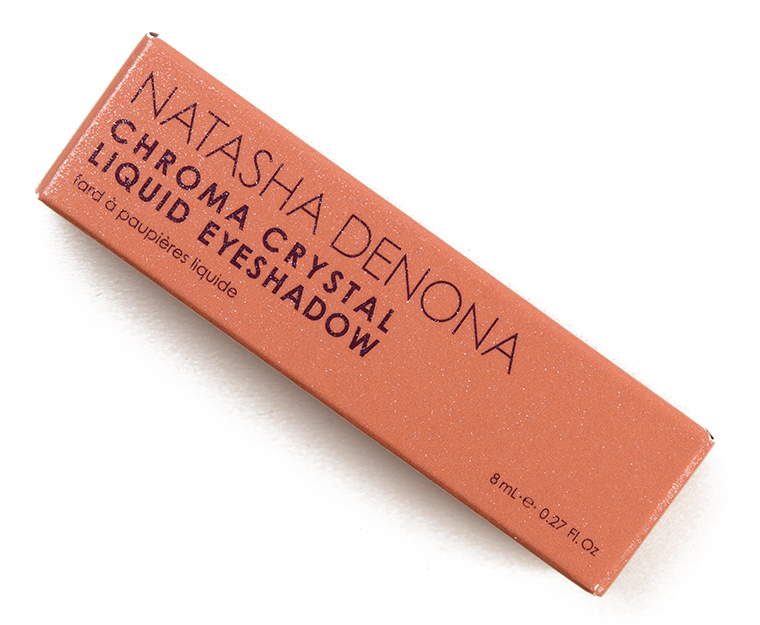 NATASHA DENONA
CHROMA CRYSTAL
LIQUID EYESHADOW
fard à paupières liquide
8 mL·e· 0.27 Fl. Oz